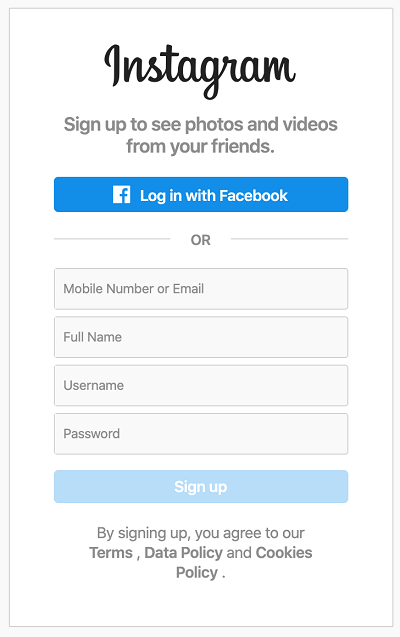 Instagram
Sign up to see photos and videos
from your friends.
Log in with Facebook
OR
Mobile Number or Email
Full Name
Username
Password
Sign up
By signing up, you agree to our
Terms , Data Policy and Cookies
Policy .